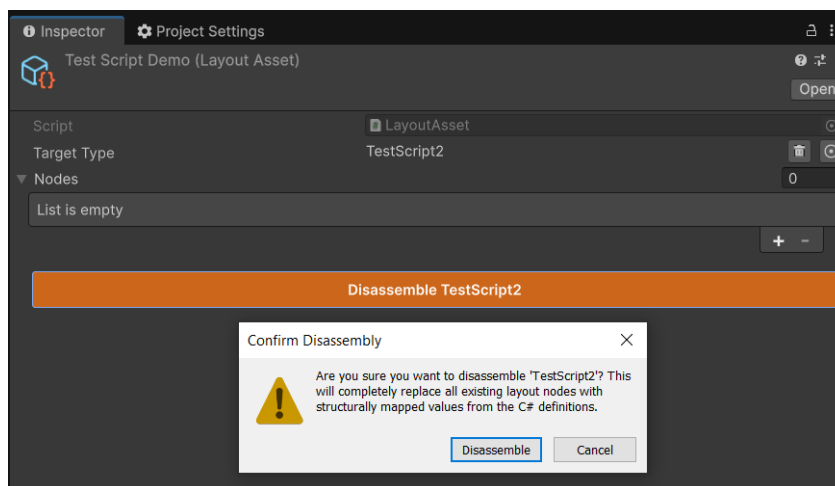 Inspector
Project Settings
Test Script Demo (Layout Asset)
Open
Script
LayoutAsset
Target Type
TestScript2
Nodes
0
List is empty
+ -
Disassemble TestScript2
Confirm Disassembly
Are you sure you want to disassemble 'TestScript2'? This
will completely replace all existing layout nodes with
structurally mapped values from the C# definitions.
Disassemble
Cancel